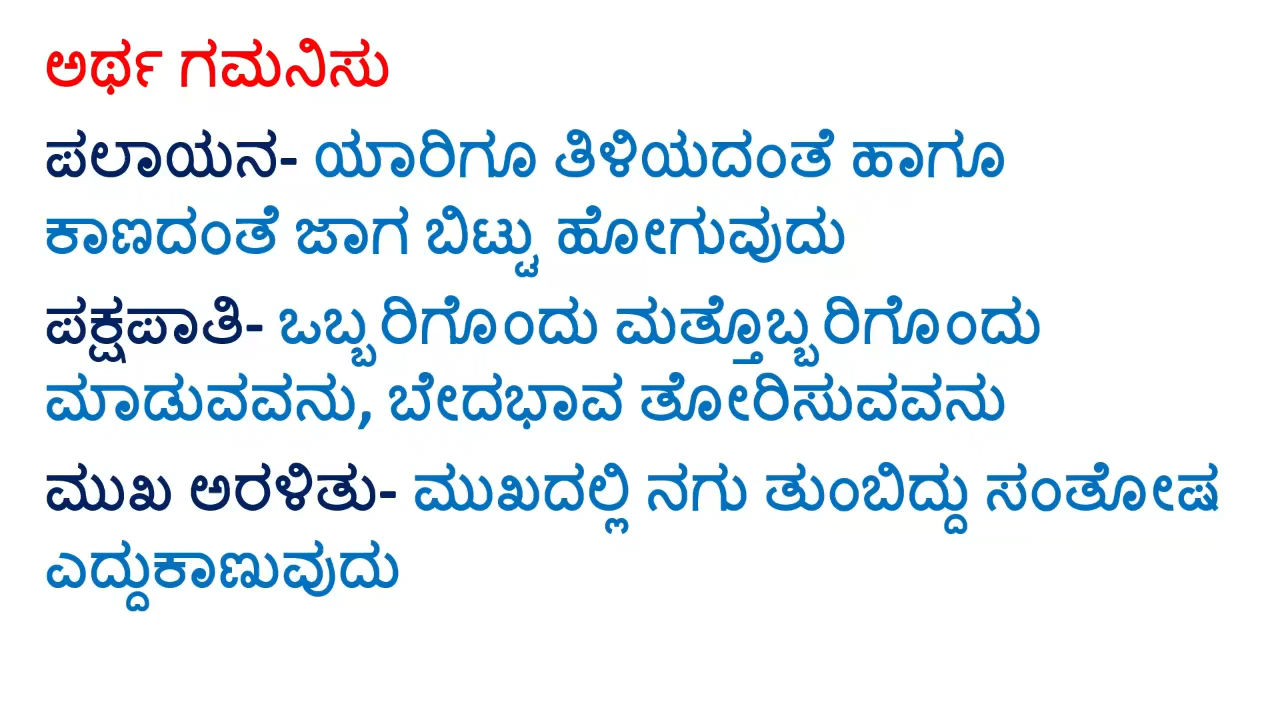 ಅರ್ಥ ಗಮನಿಸು
ಪಲಾಯನ- ಯಾರಿಗೂ ತಿಳಿಯದಂತೆ ಹಾಗೂ
ಕಾಣದಂತೆ ಜಾಗ ಬಿಟ್ಟು ಹೋಗುವುದು
ಪಕ್ಷಪಾತಿ- ಒಬ್ಬರಿಗೊಂದು ಮತ್ತೊಬ್ಬರಿಗೊಂದು
ಮಾಡುವವನು, ಬೇದಭಾವ ತೋರಿಸುವವನು
ಮುಖ ಅರಳಿತು- ಮುಖದಲ್ಲಿ ನಗು ತುಂಬಿದ್ದು ಸಂತೋಷ
ಎದ್ದುಕಾಣುವುದು